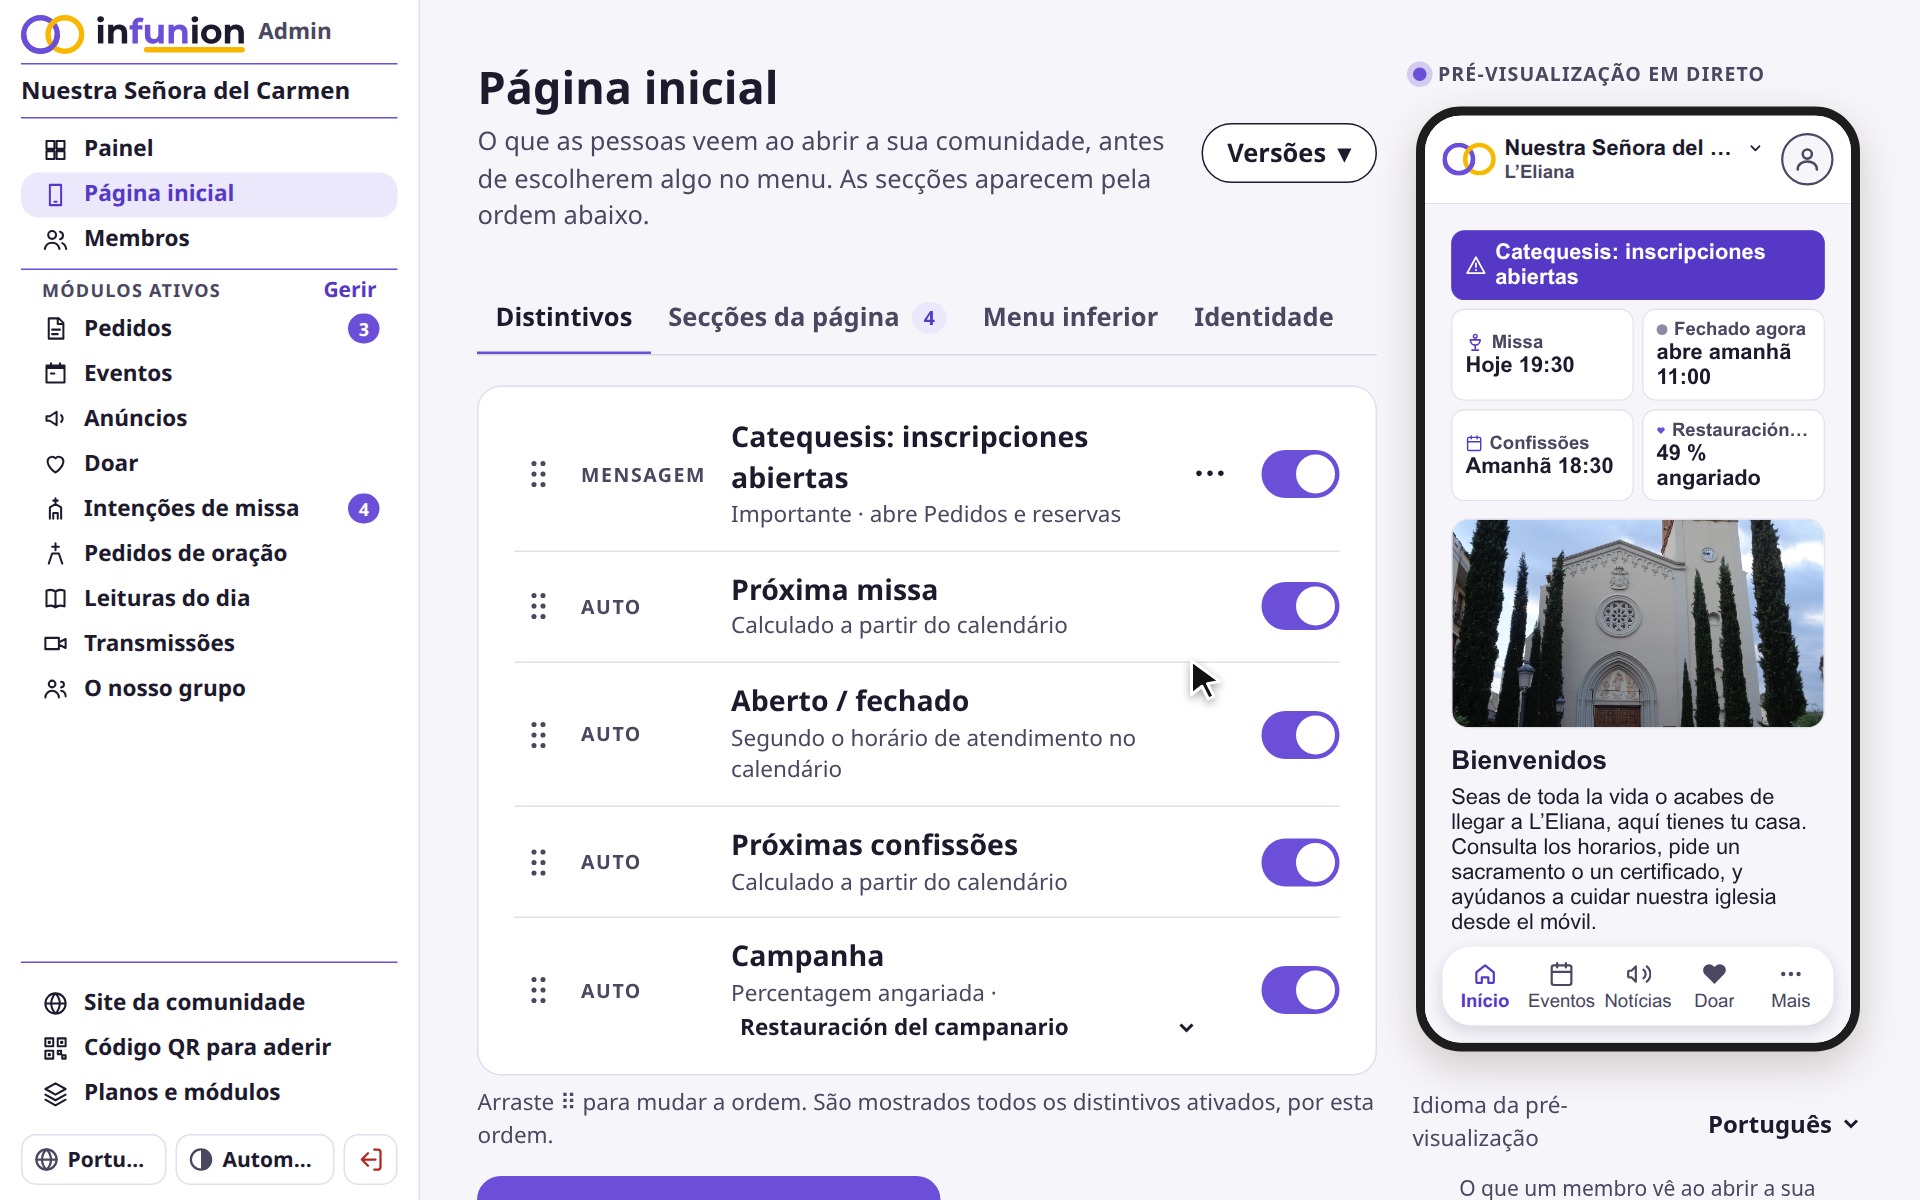 infunion Admin
Nuestra Señora del Carmen
Painel
Página inicial
Membros
MÓDULOS ATIVOS Gerir
Pedidos 3
Eventos
Anúncios
Doar
Intenções de missa 4
Pedidos de oração
Leituras do dia
Transmissões
O nosso grupo
Site da comunidade
Código QR para aderir
Planos e módulos
Portu... Autom...
Página inicial
O que as pessoas veem ao abrir a sua comunidade, antes
de escolherem algo no menu. As secções aparecem pela
ordem abaixo.
Versões ▾
Distintivos Secções da página 4 Menu inferior Identidade
MENSAGEM
Catequesis: inscripciones
abiertas
Importante · abre Pedidos e reservas
AUTO
Próxima missa
Calculado a partir do calendário
AUTO
Aberto / fechado
Segundo o horário de atendimento no
calendário
AUTO
Próximas confissões
Calculado a partir do calendário
AUTO
Campanha
Percentagem angariada ·
Restauración del campanario
Arraste ⠿ para mudar a ordem. São mostrados todos os distintivos ativados, por esta
ordem.
PRÉ-VISUALIZAÇÃO EM DIRETO
Nuestra Señora del ...
L’Eliana
Catequesis: inscripciones
abiertas
Missa
Hoje 19:30
Fechado agora
abre amanhã
11:00
Confissões
Amanhã 18:30
Restauración...
49 %
angariado
Bienvenidos
Seas de toda la vida o acabes de
llegar a L’Eliana, aquí tienes tu casa.
Consulta los horarios, pide un
sacramento o un certificado, y
ayúdanos a cuidar nuestra iglesia
desde el móvil.
Início Eventos Notícias Doar Mais
Idioma da pré-
visualização
Português
O que um membro vê ao abrir a sua